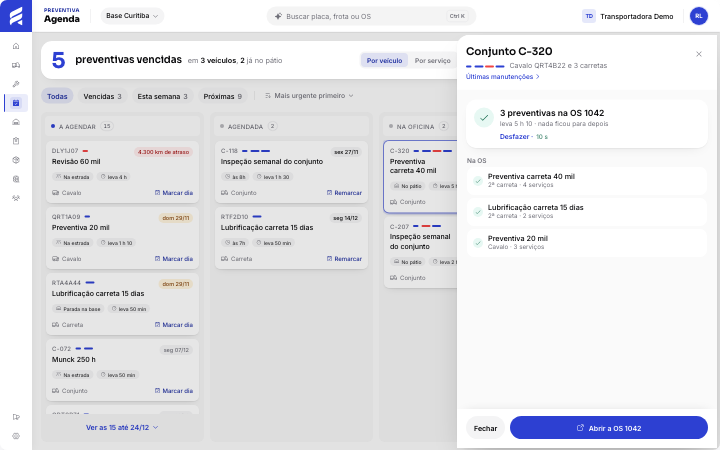 PREVENTIVA
Agenda
Base Curitiba
Buscar placa, frota ou OS
Ctrl K
TD
Transportadora Demo
RL
5 preventivas vencidas em 3 veículos, 2 já no pátio
Por veículo
Por serviço
Todas
Vencidas 3
Esta semana 3
Próximas 9
Mais urgente primeiro
A AGENDAR 15
DLY1J07
4.300 km de atraso
Revisão 60 mil
Na estrada
leva 4 h
Cavalo
Marcar dia
QRT1A09
dom 29/11
Preventiva 20 mil
Na estrada
leva 1 h 10
Cavalo
Marcar dia
RTA4A44
dom 29/11
Lubrificação carreta 15 dias
Parada na base
leva 50 min
Carreta
Marcar dia
C-072
seg 07/12
Munck 250 h
Na estrada
leva 50 min
Conjunto
Marcar dia
Ver as 15 até 24/12
AGENDADA 2
C-118
sex 27/11
Inspeção semanal do conjunto
às 8h
leva 1 h 30
Conjunto
Remarcar
RTF2D10
seg 14/12
Lubrificação carreta 15 dias
às 7h
leva 50 min
Carreta
Remarcar
NA OFICINA 2
C-320
Preventiva
carreta 40 mil
No pátio
leva 5
Conjunto
C-207
Inspeção semanal
do conjunto
No pátio
leva
Conjunto
Conjunto C-320
Cavalo QRT4B22 e 3 carretas
Últimas manutenções
3 preventivas na OS 1042
leva 5 h 10 · nada ficou para depois
Desfazer · 10 s
Na OS
Preventiva carreta 40 mil
2ª carreta · 4 serviços
Lubrificação carreta 15 dias
2ª carreta · 2 serviços
Preventiva 20 mil
Cavalo · 3 serviços
Fechar
Abrir a OS 1042